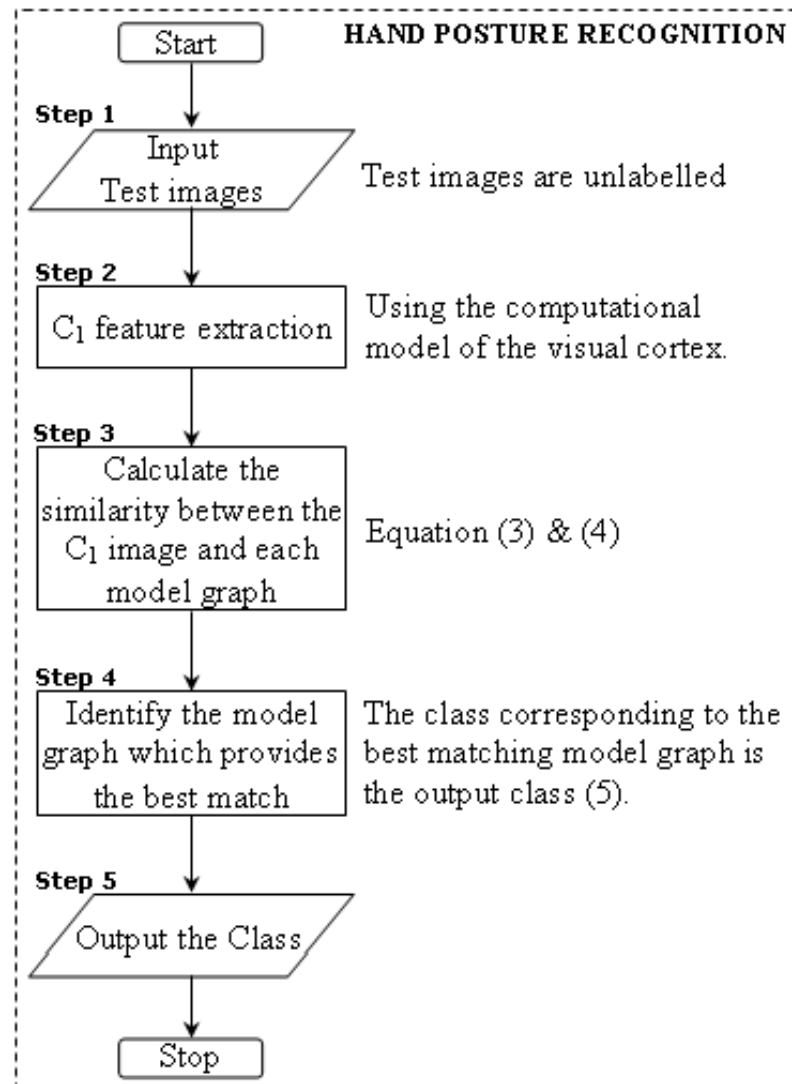 HAND POSTURE RECOGNITION
Start
Step 1
Input
Test images
Test images are unlabelled
Step 2
C₁ feature extraction
Using the computational
model of the visual cortex.
Step 3
Calculate the
similarity between the
C₁ image and each
model graph
Equation (3) & (4)
Step 4
Identify the model
graph which provides
the best match
The class corresponding to the
best matching model graph is
the output class (5).
Step 5
Output the Class
Stop